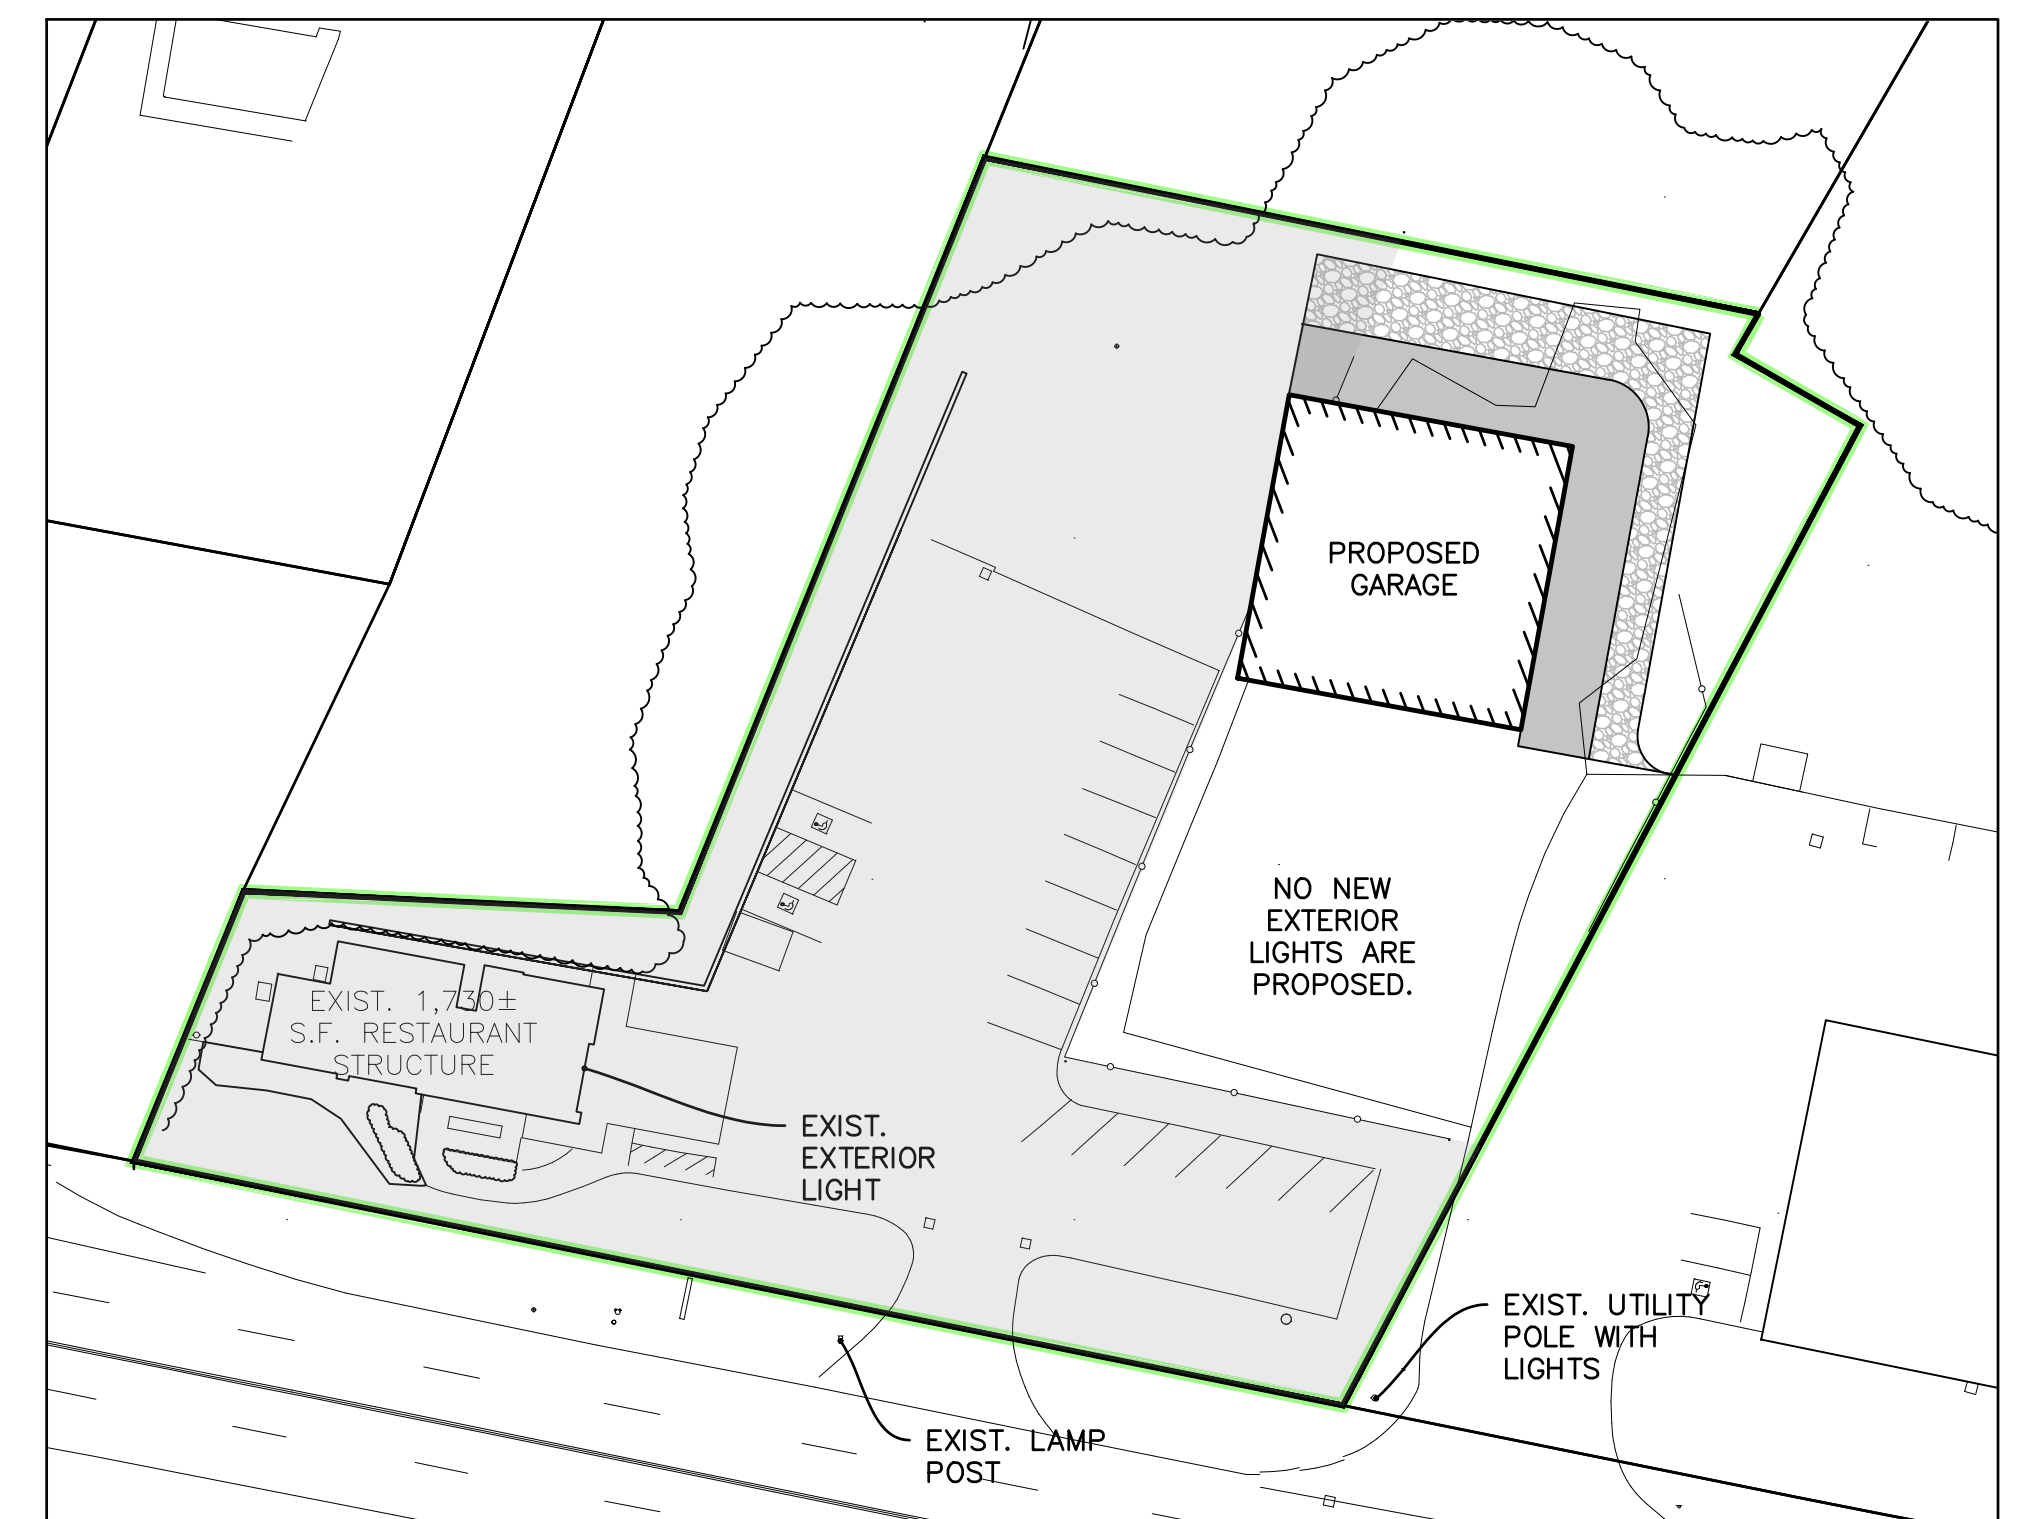 PROPOSED
GARAGE
NO NEW
EXTERIOR
LIGHTS ARE
PROPOSED.
EXIST. 1,730±
S.F. RESTAURANT
STRUCTURE
EXIST.
EXTERIOR
LIGHT
EXIST. UTILITY
POLE WITH
LIGHTS
EXIST. LAMP
POST